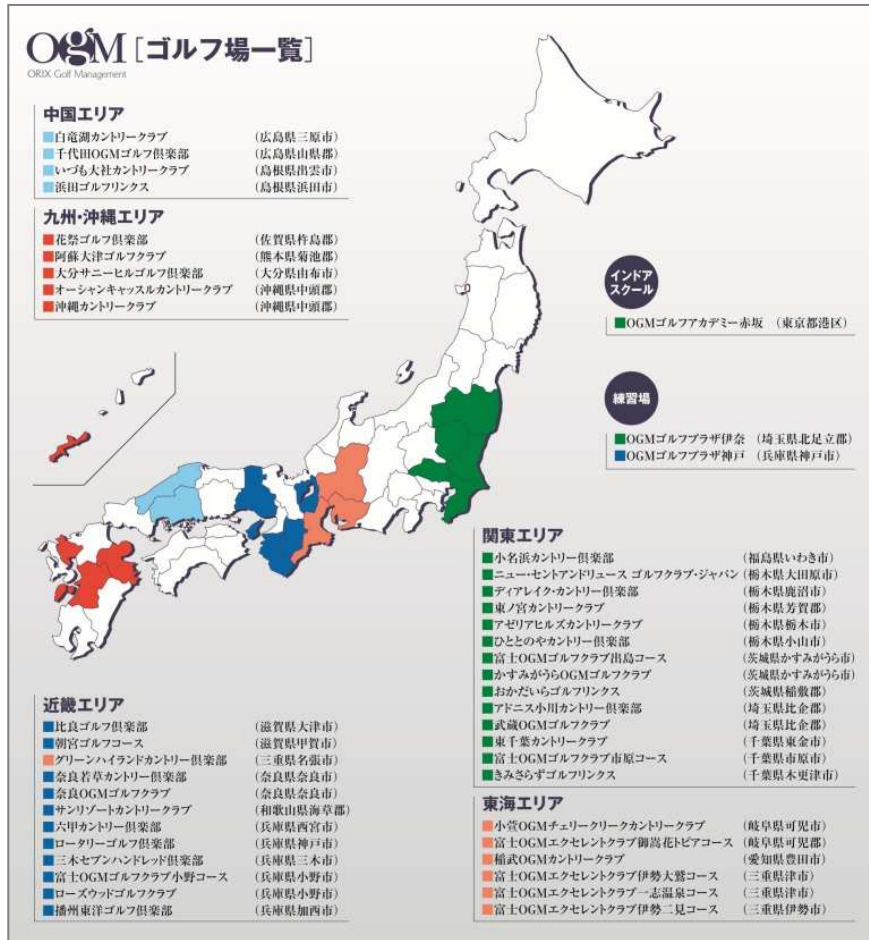 OGM[ゴルフ場一覧]
ORIX Golf Management
中国エリア
白竜湖カントリークラブ (広島県三原市)
千代田OGMゴルフ倶楽部 (広島県山県郡)
いづも大社カントリークラブ (島根県出雲市)
浜田ゴルフリンクス (島根県浜田市)
九州・沖縄エリア
花祭ゴルフ倶楽部 (佐賀県杵島郡)
阿蘇大津ゴルフクラブ (熊本県菊池郡)
大分サニーヒルゴルフ倶楽部 (大分県由布市)
オーシャンキャッスルカントリークラブ (沖縄県中頭郡)
沖縄カントリークラブ (沖縄県中頭郡)
インドア
スクール
OGMゴルフアカデミー赤坂 (東京都港区)
練習場
OGMゴルフプラザ伊奈 (埼玉県北足立郡)
OGMゴルフプラザ神戸 (兵庫県神戸市)
関東エリア
小名浜カントリー倶楽部 (福島県いわき市)
ニュー・セントアンドリュース ゴルフクラブ・ジャパン (栃木県大田原市)
ディアレイク・カントリー倶楽部 (栃木県鹿沼市)
東ノ宮カントリークラブ (栃木県芳賀郡)
アゼリアヒルズカントリークラブ (栃木県栃木市)
ひととのやカントリー倶楽部 (栃木県小山市)
富士OGMゴルフクラブ出島コース (茨城県かすみがうら市)
かすみがうらOGMゴルフクラブ (茨城県かすみがうら市)
おかだいらゴルフリンクス (茨城県稲敷郡)
アドニス小川カントリー倶楽部 (埼玉県比企郡)
武蔵OGMゴルフクラブ (埼玉県比企郡)
東千葉カントリークラブ (千葉県東金市)
富士OGMゴルフクラブ市原コース (千葉県市原市)
きみさらずゴルフリンクス (千葉県木更津市)
近畿エリア
比良ゴルフ倶楽部 (滋賀県大津市)
朝宮ゴルフコース (滋賀県甲賀市)
グリーンハイランドカントリー倶楽部 (三重県名張市)
奈良若草カントリー倶楽部 (奈良県奈良市)
奈良OGMゴルフクラブ (奈良県奈良市)
サンリゾートカントリークラブ (和歌山県海草郡)
六甲カントリー倶楽部 (兵庫県西宮市)
ロータリーゴルフ倶楽部 (兵庫県神戸市)
三木セブンハンドレッド倶楽部 (兵庫県三木市)
富士OGMゴルフクラブ小野コース (兵庫県小野市)
ローズウッドゴルフクラブ (兵庫県小野市)
播州東洋ゴルフ倶楽部 (兵庫県加西市)
東海エリア
小萱OGMチェリークリークカントリークラブ (岐阜県可児市)
富士OGMエクセレントクラブ御嵩花トピアコース (岐阜県可児郡)
稲武OGMカントリークラブ (愛知県豊田市)
富士OGMエクセレントクラブ伊勢大鷲コース (三重県津市)
富士OGMエクセレントクラブ一志温泉コース (三重県津市)
富士OGMエクセレントクラブ伊勢二見コース (三重県伊勢市)